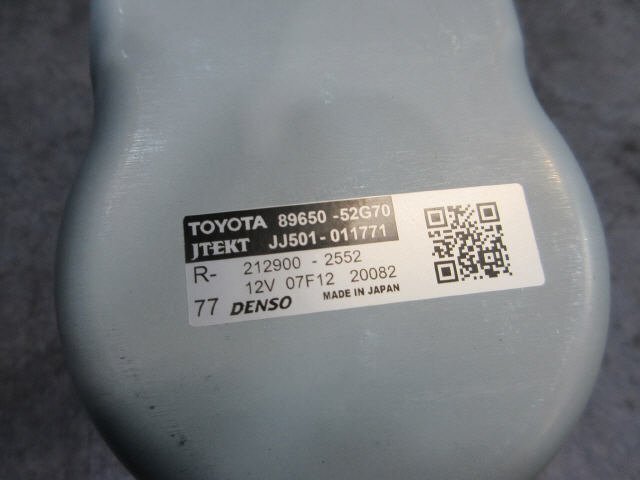 TOYOTA 89650-52G70
JTEKT JJ501-011771
R- 212900-2552
12V 07F12 20082
77 DENSO MADE IN JAPAN